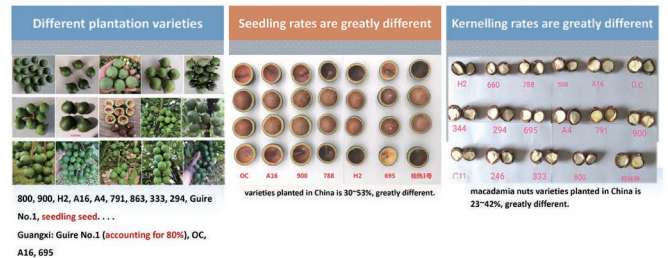 Different plantation varieties
800, 900, H2, A16, A4, 791, 863, 333, 294, Guire
No.1, seedling seed. . . .
Guangxi: Guire No.1 (accounting for 80%), OC,
A16, 695
Seedling rates are greatly different
OC A16 900 788 H2 695 桂热1号
varieties planted in China is 30~53%, greatly different.
Kernelling rates are greatly different
H2 660 788 508 A16 O.C
344 294 695 A4 791 900
246 333 800
macadamia nuts varieties planted in China is
23~42%, greatly different.